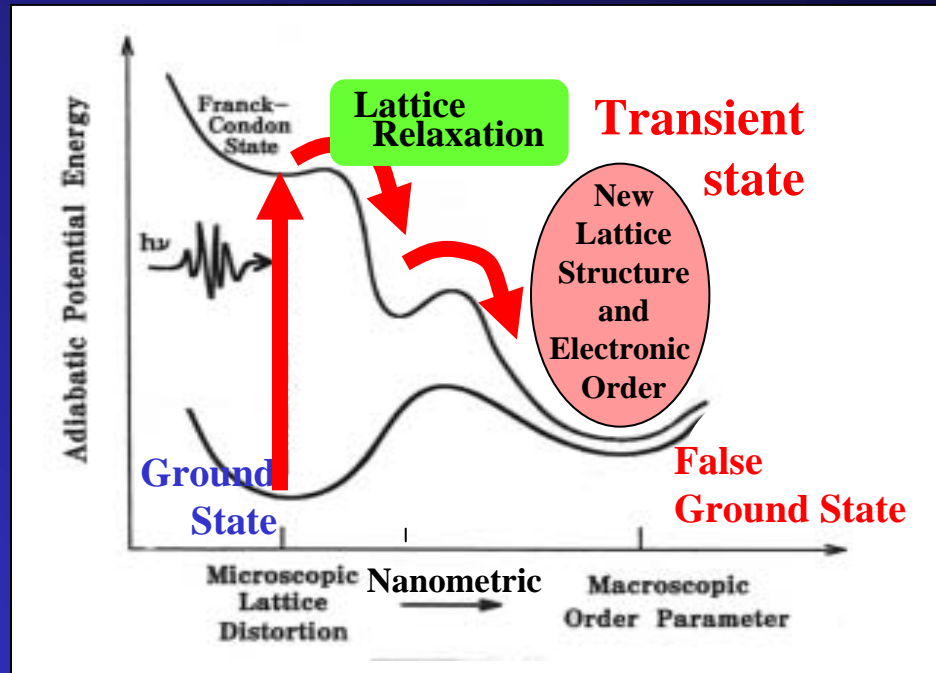 Adiabatic Potential Energy
Franck–
Condon
State
Lattice
Relaxation
Transient
state
New
Lattice
Structure
and
Electronic
Order
hν
Ground
State
False
Ground State
Microscopic
Lattice
Distortion
Nanometric
Macroscopic
Order Parameter